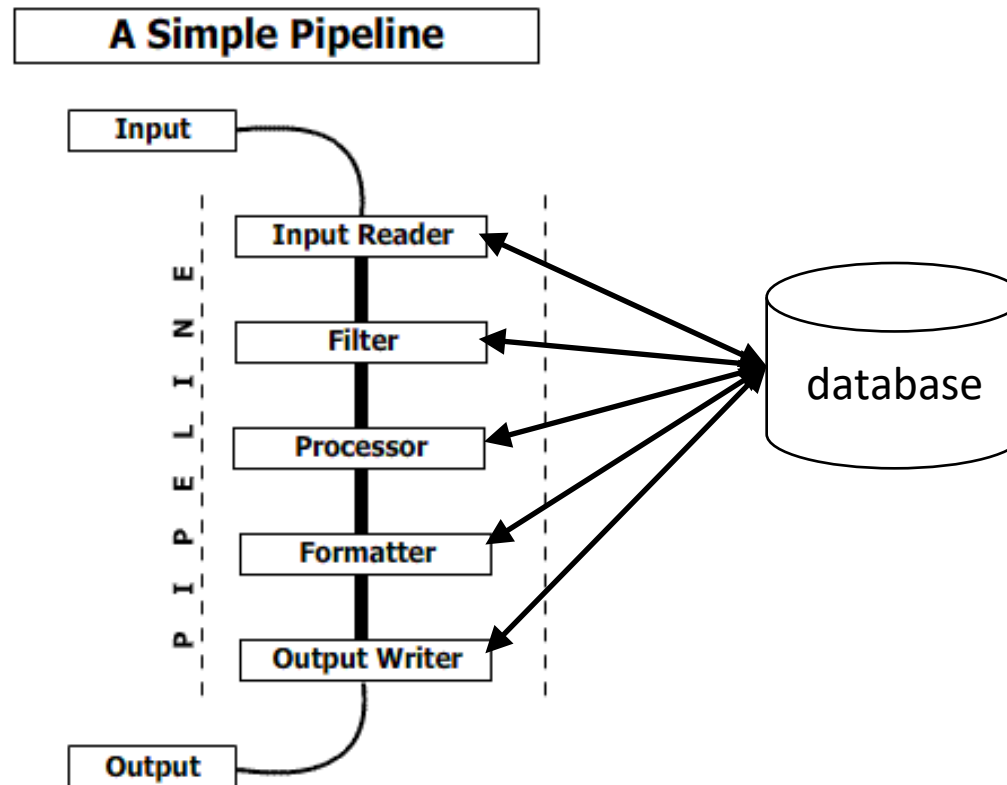 A Simple Pipeline
Input
PIPELINE
Input Reader
Filter
Processor
Formatter
Output Writer
database
Output